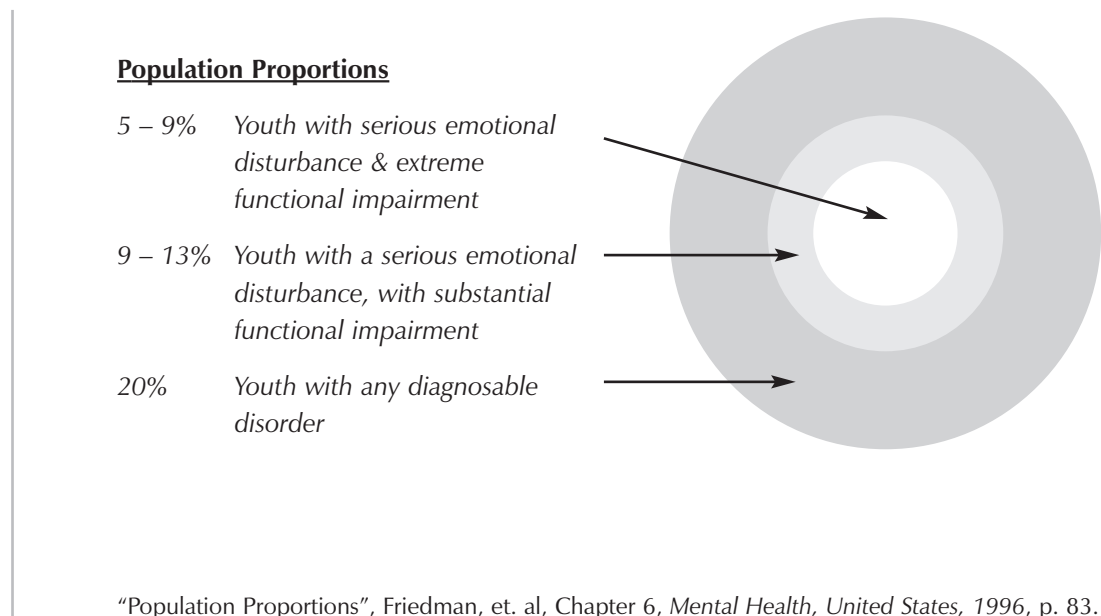 Population Proportions
5 – 9% Youth with serious emotional
disturbance & extreme
functional impairment
9 – 13% Youth with a serious emotional
disturbance, with substantial
functional impairment
20% Youth with any diagnosable
disorder
“Population Proportions”, Friedman, et. al, Chapter 6, Mental Health, United States, 1996, p. 83.